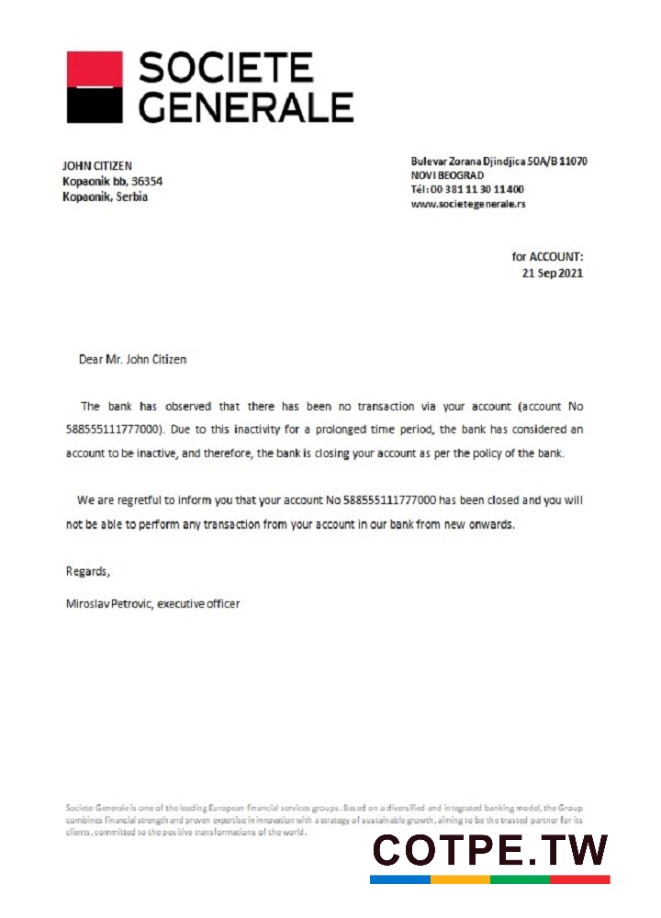 SOCIETE
GENERALE
JOHN CITIZEN
Kopaonik bb, 36354
Kopaonik, Serbia
Bulevar Zorana Djindjica 50A/B 11070
NOVI BEOGRAD
Tél: 00 381 11 30 11 400
www.societegenerale.rs
for ACCOUNT:
21 Sep 2021
Dear Mr. John Citizen
The bank has observed that there has been no transaction via your account (account No
588555111777000). Due to this inactivity for a prolonged time period, the bank has considered an
account to be inactive, and therefore, the bank is closing your account as per the policy of the bank.
We are regretful to inform you that your account No 588555111777000 has been closed and you will
not be able to perform any transaction from your account in our bank from new onwards.
Regards,
Miroslav Petrovic, executive officer
Societe Generale is one of the leading European financial services groups. Based on a diversified and integrated banking model, the Group
combines financial strength and proven expertise in innovation with a strategy of sustainable growth, aiming to be the trusted partner for its
clients, committed to the positive transformations of the world.
COTPE.TW